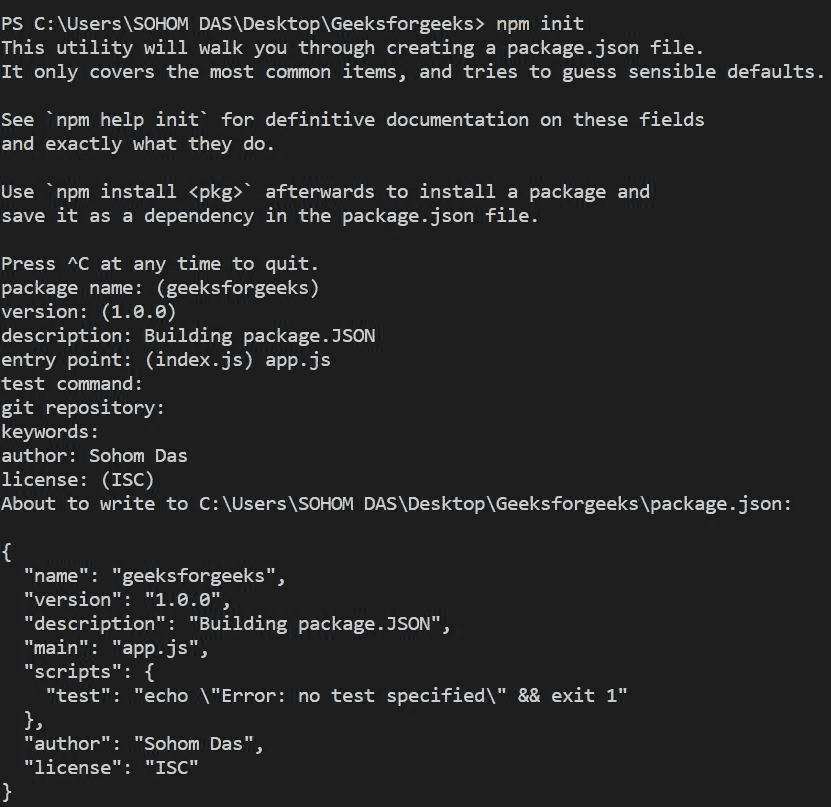 PS C:\Users\SOHOM DAS\Desktop\Geeksforgeeks> npm init
This utility will walk you through creating a package.json file.
It only covers the most common items, and tries to guess sensible defaults.

See `npm help init` for definitive documentation on these fields
and exactly what they do.

Use `npm install <pkg>` afterwards to install a package and
save it as a dependency in the package.json file.

Press ^C at any time to quit.
package name: (geeksforgeeks)
version: (1.0.0)
description: Building package.JSON
entry point: (index.js) app.js
test command:
git repository:
keywords:
author: Sohom Das
license: (ISC)
About to write to C:\Users\SOHOM DAS\Desktop\Geeksforgeeks\package.json:

{
  "name": "geeksforgeeks",
  "version": "1.0.0",
  "description": "Building package.JSON",
  "main": "app.js",
  "scripts": {
    "test": "echo \"Error: no test specified\" && exit 1"
  },
  "author": "Sohom Das",
  "license": "ISC"
}